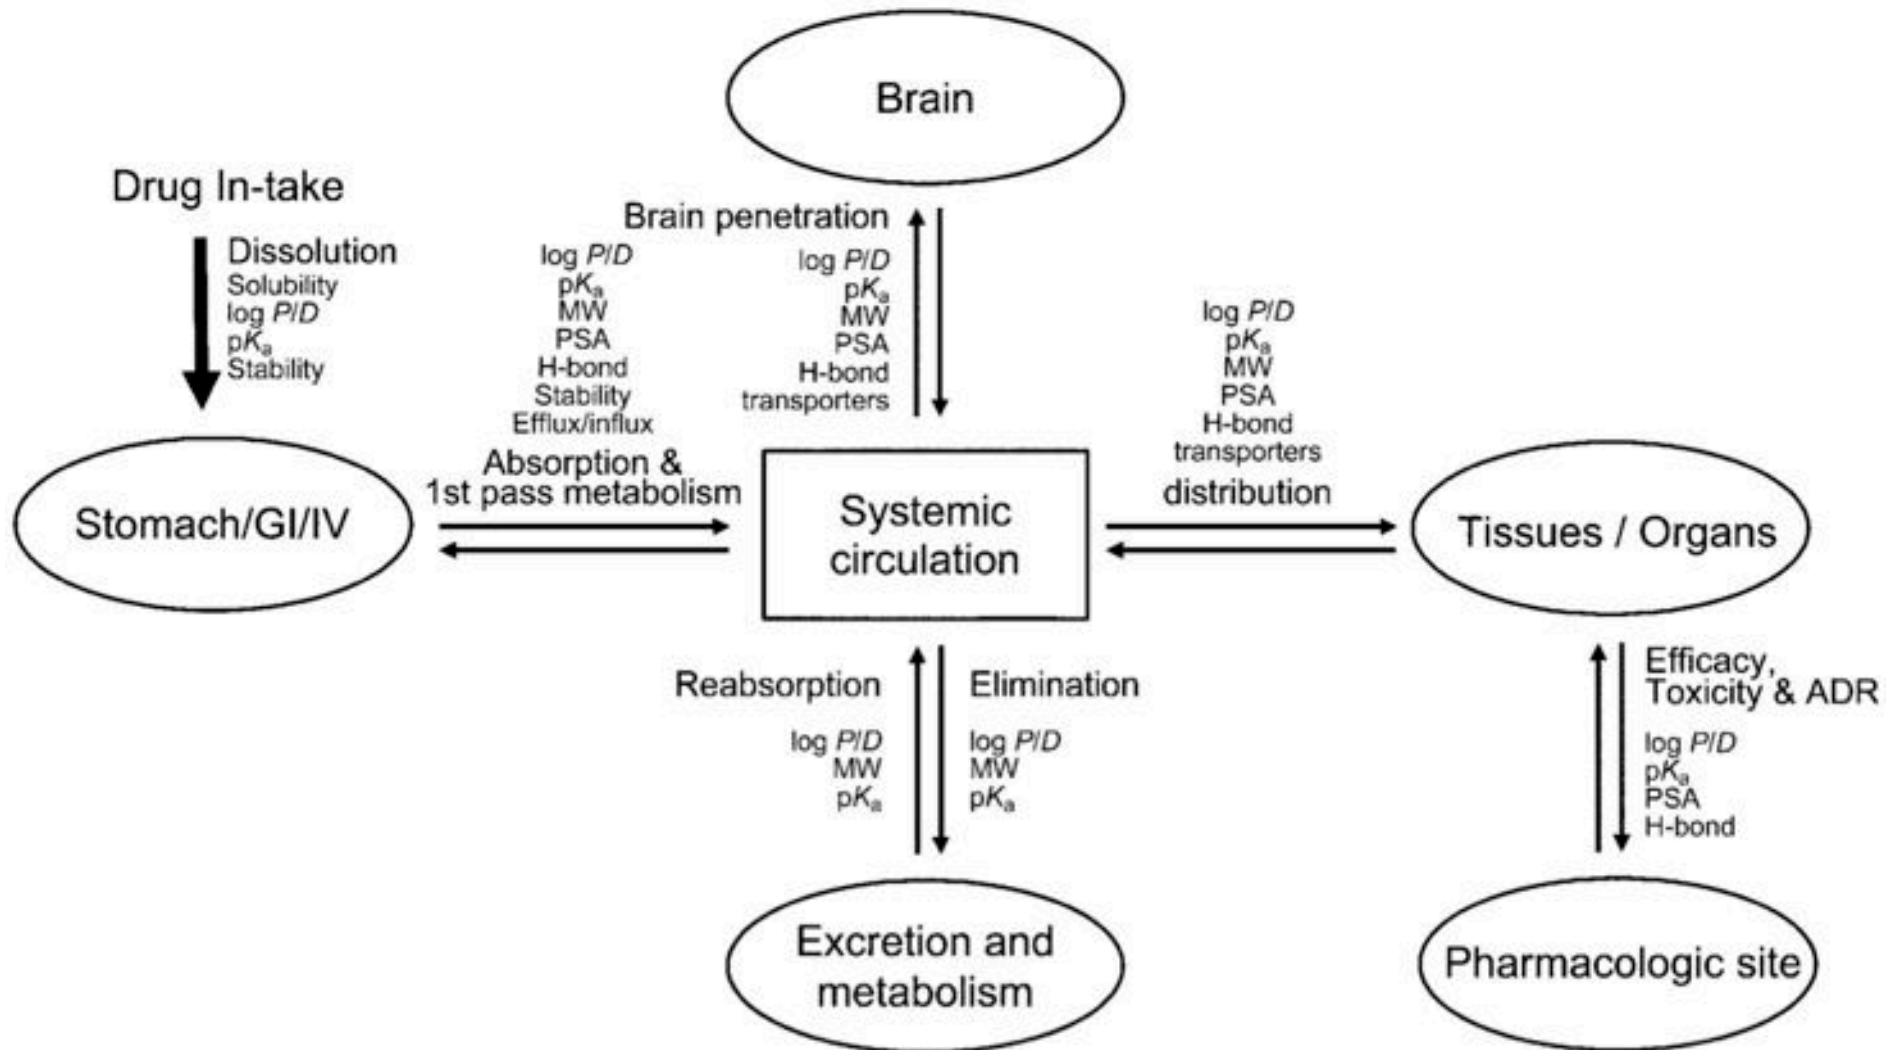 Brain
Drug In-take
Dissolution
Solubility
log P/D
pKa
Stability
log P/D
pKa
MW
PSA
H-bond
Stability
Efflux/influx
Absorption &
1st pass metabolism
Brain penetration
log P/D
pKa
MW
PSA
H-bond
transporters
log P/D
pKa
MW
PSA
H-bond
transporters
distribution
Stomach/GI/IV
Systemic
circulation
Tissues / Organs
Reabsorption
log P/D
MW
pKa
Elimination
log P/D
MW
pKa
Efficacy,
Toxicity & ADR
log P/D
pKa
PSA
H-bond
Excretion and
metabolism
Pharmacologic site